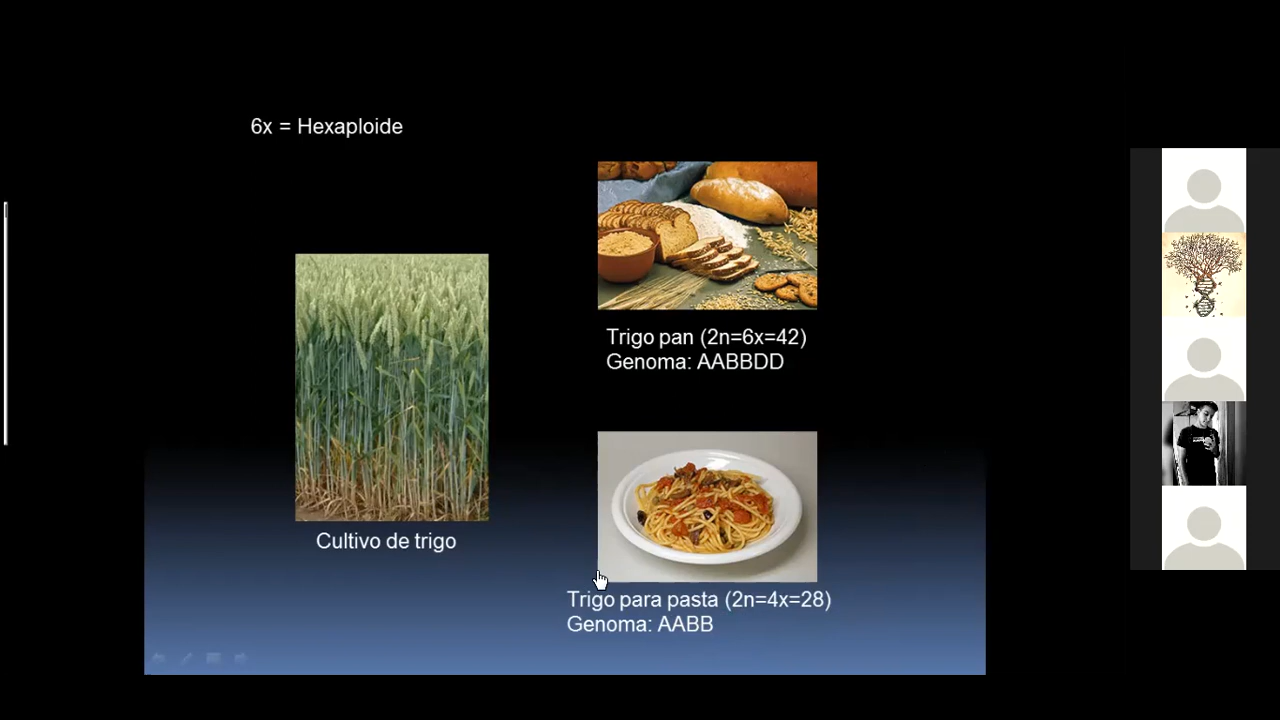 6x = Hexaploide
Trigo pan (2n=6x=42)
Genoma: AABBDD
Cultivo de trigo
Trigo para pasta (2n=4x=28)
Genoma: AABB